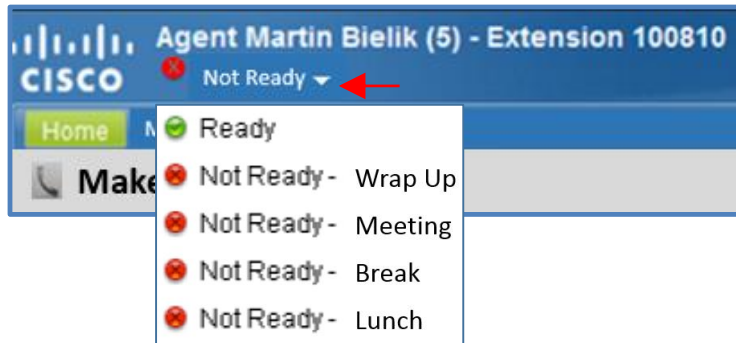 Agent Martin Bielik (5) - Extension 100810
CISCO
Not Ready
Home
Ready
Make
Not Ready - Wrap Up
Not Ready - Meeting
Not Ready - Break
Not Ready - Lunch